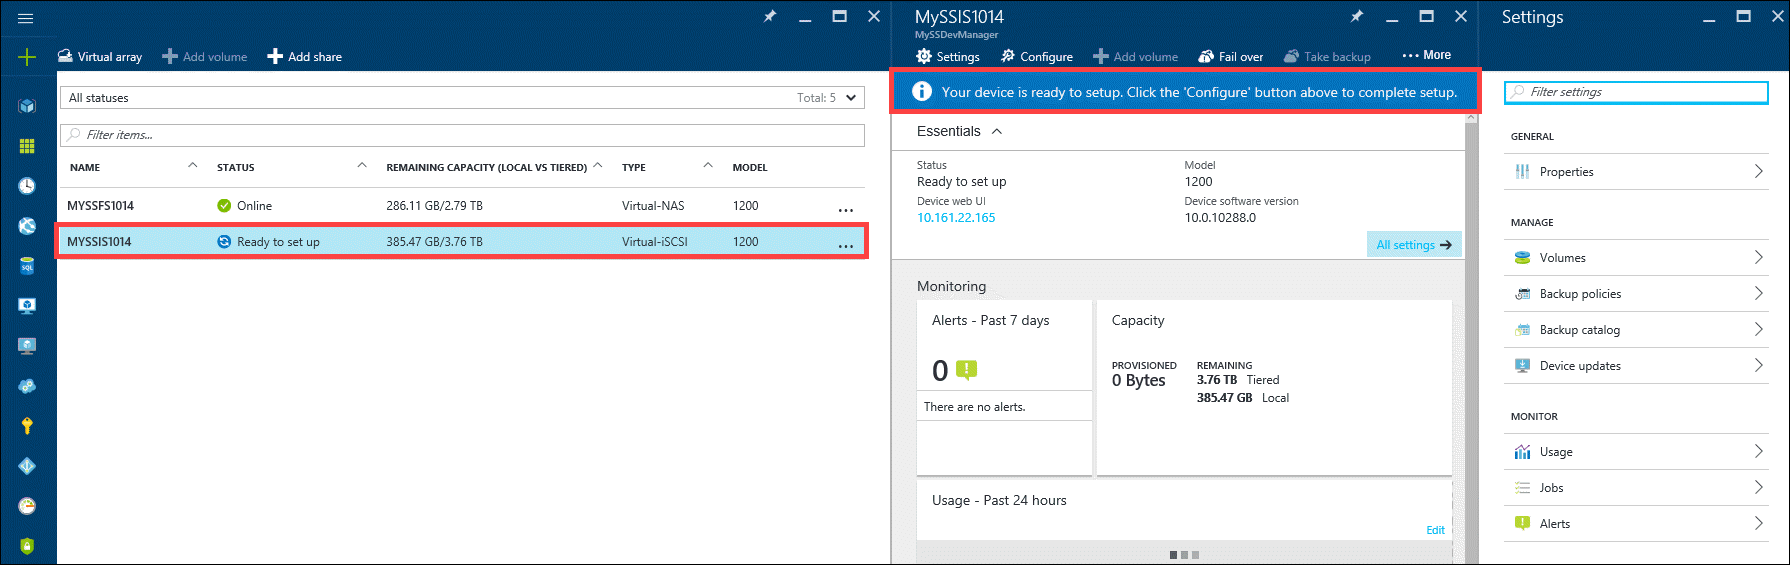 Virtual array
Add volume
Add share
All statuses
Total: 5
Filter items...
NAME
STATUS
REMAINING CAPACITY (LOCAL VS TIERED)
TYPE
MODEL
MYSSFS1014
Online
286.11 GB/2.79 TB
Virtual-NAS
1200
...
MYSSIS1014
Ready to set up
385.47 GB/3.76 TB
Virtual-iSCSI
1200
...
SQL
MySSIS1014
MySSDevManager
Settings
Configure
Add volume
Fail over
Take backup
... More
Your device is ready to setup. Click the 'Configure' button above to complete setup.
Essentials
Status
Ready to set up
Device web UI
10.161.22.165
Model
1200
Device software version
10.0.10288.0
All settings
Monitoring
Alerts - Past 7 days
0
There are no alerts.
Capacity
PROVISIONED
0 Bytes
REMAINING
3.76 TB Tiered
385.47 GB Local
Usage - Past 24 hours
Edit
Settings
Filter settings
GENERAL
Properties
MANAGE
Volumes
Backup policies
Backup catalog
Device updates
MONITOR
Usage
Jobs
Alerts